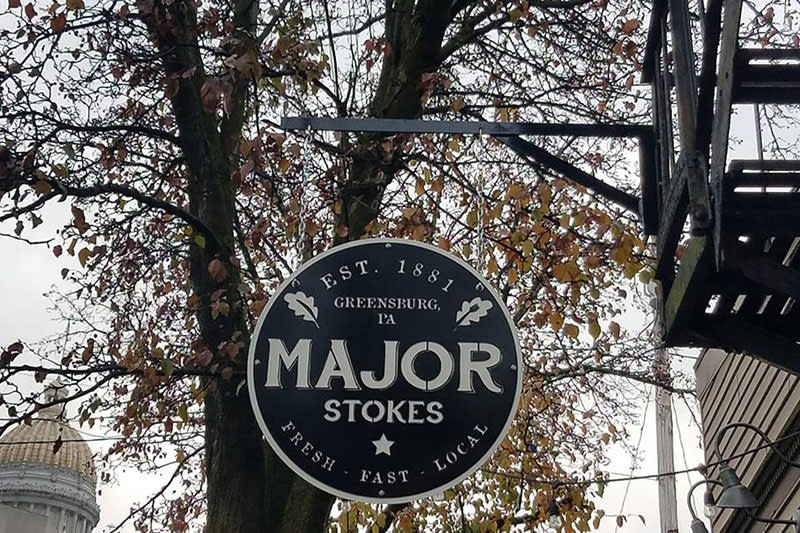 EST. 1881
GREENSBURG,
PA
MAJOR
STOKES
FRESH - FAST - LOCAL